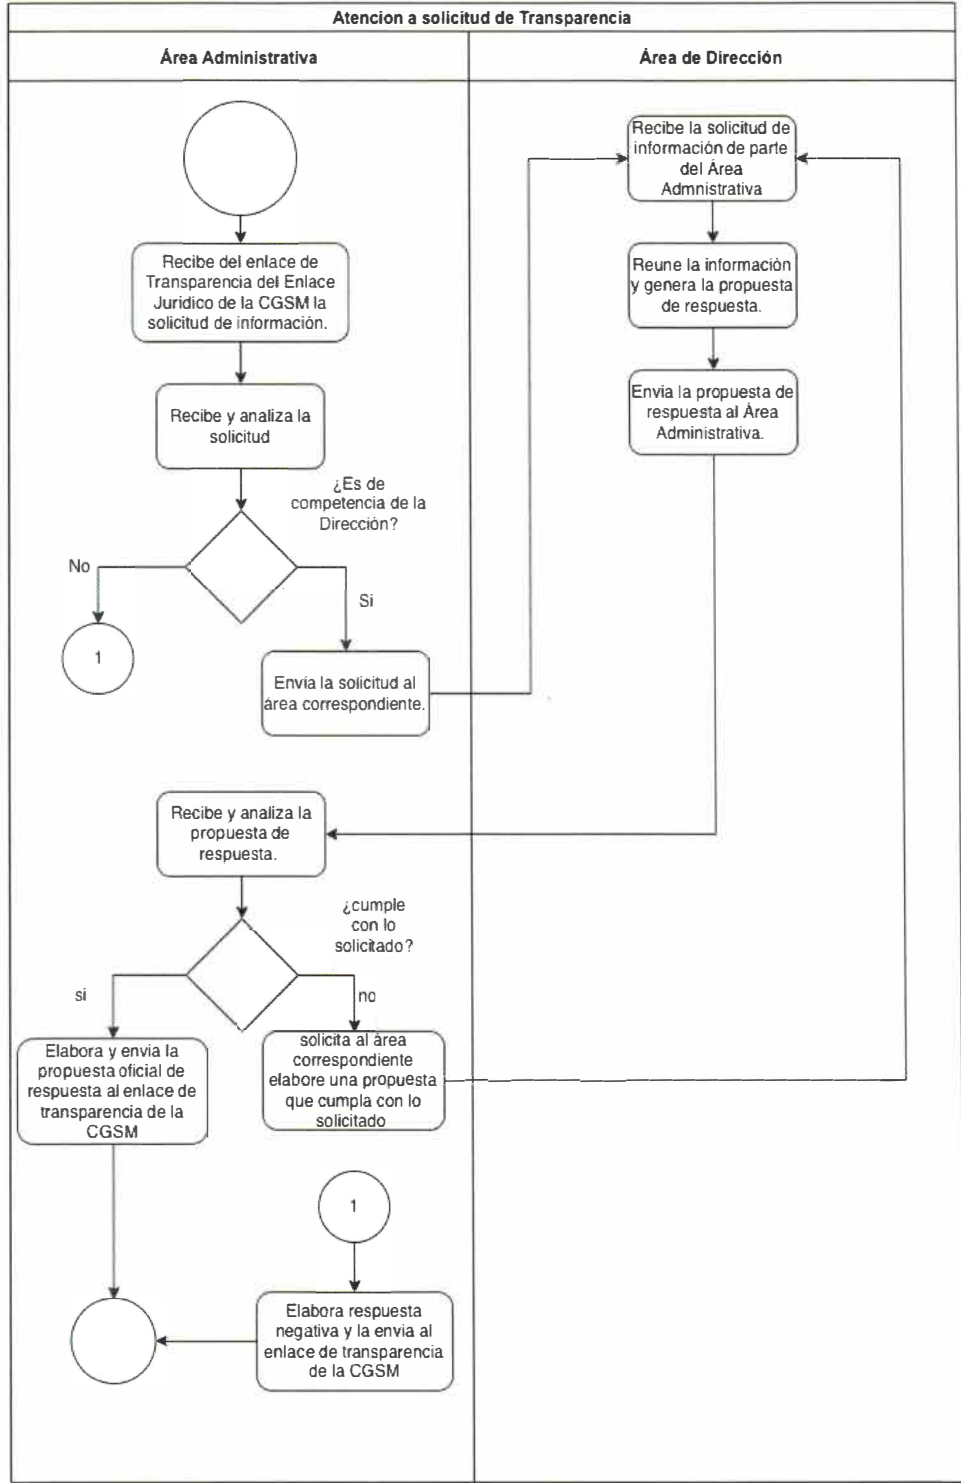 Atencion a solicitud de Transparencia
Área Administrativa
Área de Dirección
Recibe del enlace de
Transparencia del Enlace
Juridico de la CGSM la
solicitud de información.
Recibe y analiza la
solicitud
¿Es de
competencia de la
Dirección?
No
Si
1
Envía la solicitud al
área correspondiente.
Recibe la solicitud de
información de parte
del Área
Admnistrativa
Reune la información
y genera la propuesta
de respuesta.
Envia la propuesta de
respuesta al Área
Administrativa.
Recibe y analiza la
propuesta de
respuesta.
¿cumple
con lo
solicitado?
si
no
Elabora y envia la
propuesta oficial de
respuesta al enlace de
transparencia de la
CGSM
solicita al área
correspondiente
elabore una propuesta
que cumpla con lo
solicitado
1
Elabora respuesta
negativa y la envia al
enlace de transparencia
de la CGSM